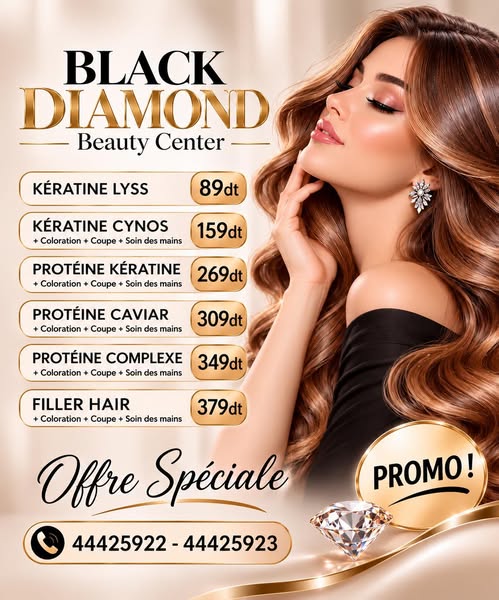 BLACK
DIAMOND
Beauty Center
KÉRATINE LYSS 89dt
KÉRATINE CYNOS 159dt
+ Coloration + Coupe + Soin des mains
PROTÉINE KÉRATINE 269dt
+ Coloration + Coupe + Soin des mains
PROTÉINE CAVIAR 309dt
+ Coloration + Coupe + Soin des mains
PROTÉINE COMPLEXE 349dt
+ Coloration + Coupe + Soin des mains
FILLER HAIR 379dt
+ Coloration + Coupe + Soin des mains
Offre Spéciale
PROMO !
44425922 - 44425923